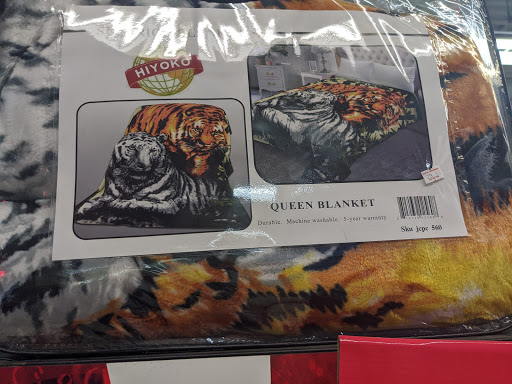 HIYOKO
QUEEN BLANKET
Durable. Machine washable. 5-year warranty
Sku jcpc 560